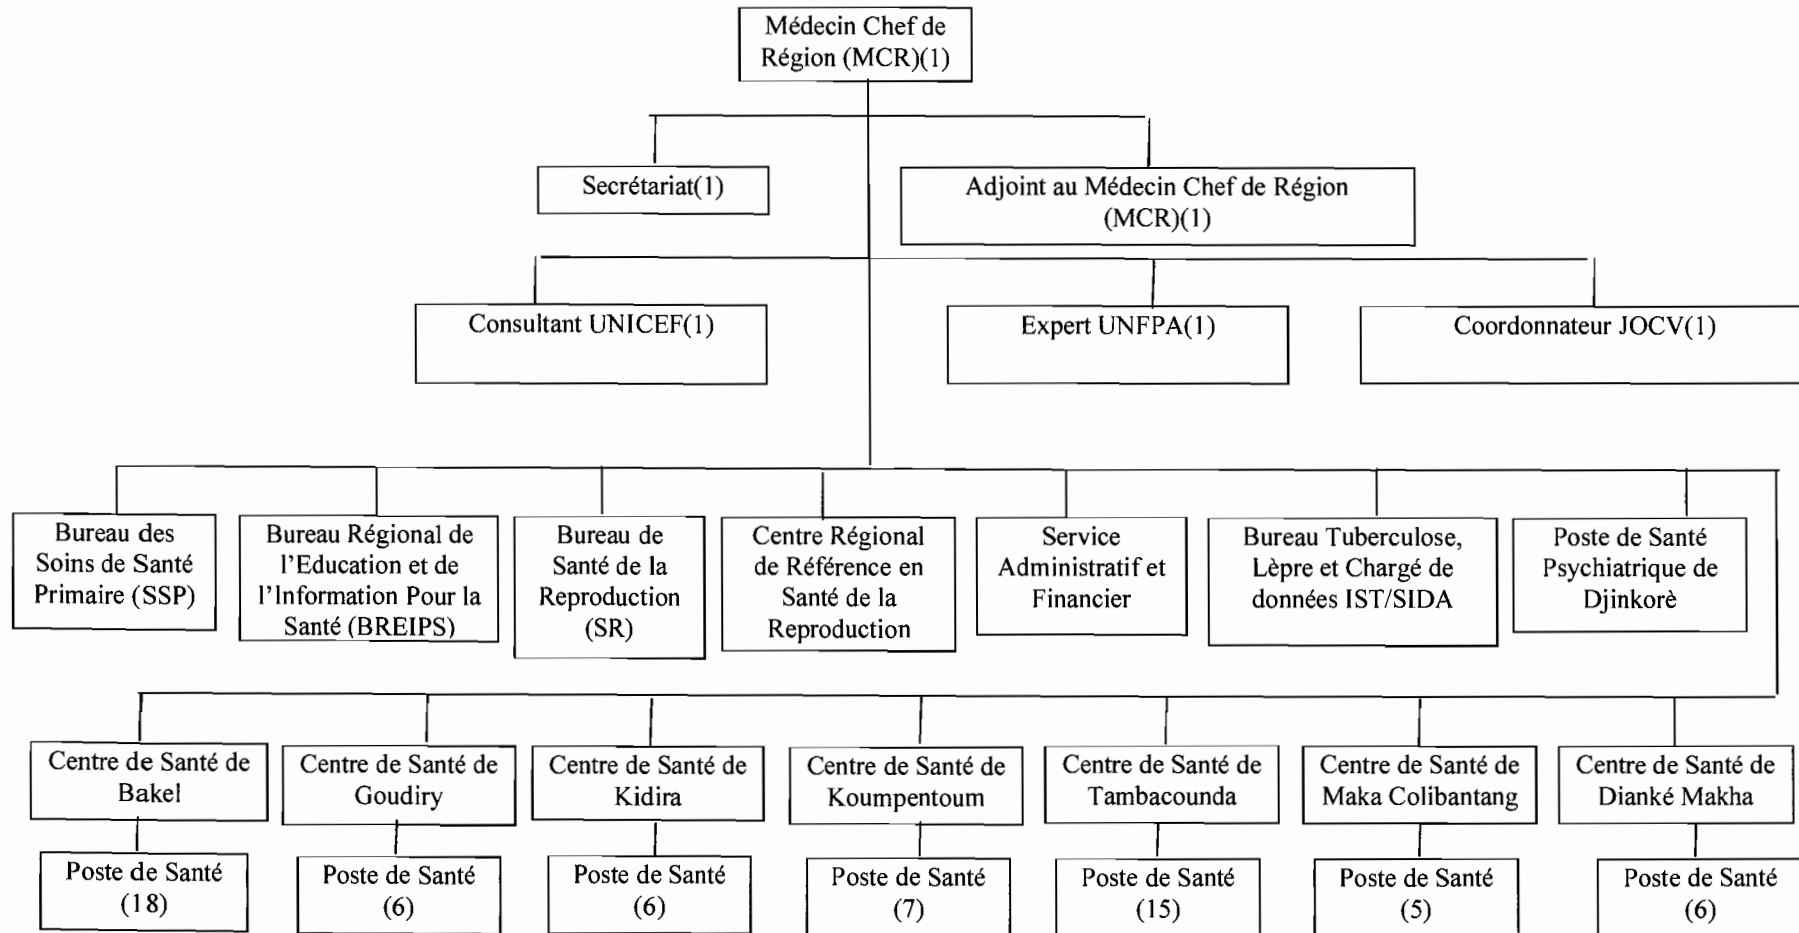 Médecin Chef de
Région (MCR)(1)
Secrétariat(1)
Adjoint au Médecin Chef de Région
(MCR)(1)
Consultant UNICEF(1)
Expert UNFPA(1)
Coordonnateur JOCV(1)
Bureau des
Soins de Santé
Primaire (SSP)
Bureau Régional de
l'Education et de
l'Information Pour la
Santé (BREIPS)
Bureau de
Santé de la
Reproduction
(SR)
Centre Régional
de Référence en
Santé de la
Reproduction
Service
Administratif et
Financier
Bureau Tuberculose,
Lèpre et Chargé de
données IST/SIDA
Poste de Santé
Psychiatrique de
Djinkorè
Centre de Santé de
Bakel
Centre de Santé de
Goudiry
Centre de Santé de
Kidira
Centre de Santé de
Koumpentoum
Centre de Santé de
Tambacounda
Centre de Santé de
Maka Colibantang
Centre de Santé de
Dianké Makha
Poste de Santé
(18)
Poste de Santé
(6)
Poste de Santé
(6)
Poste de Santé
(7)
Poste de Santé
(15)
Poste de Santé
(5)
Poste de Santé
(6)